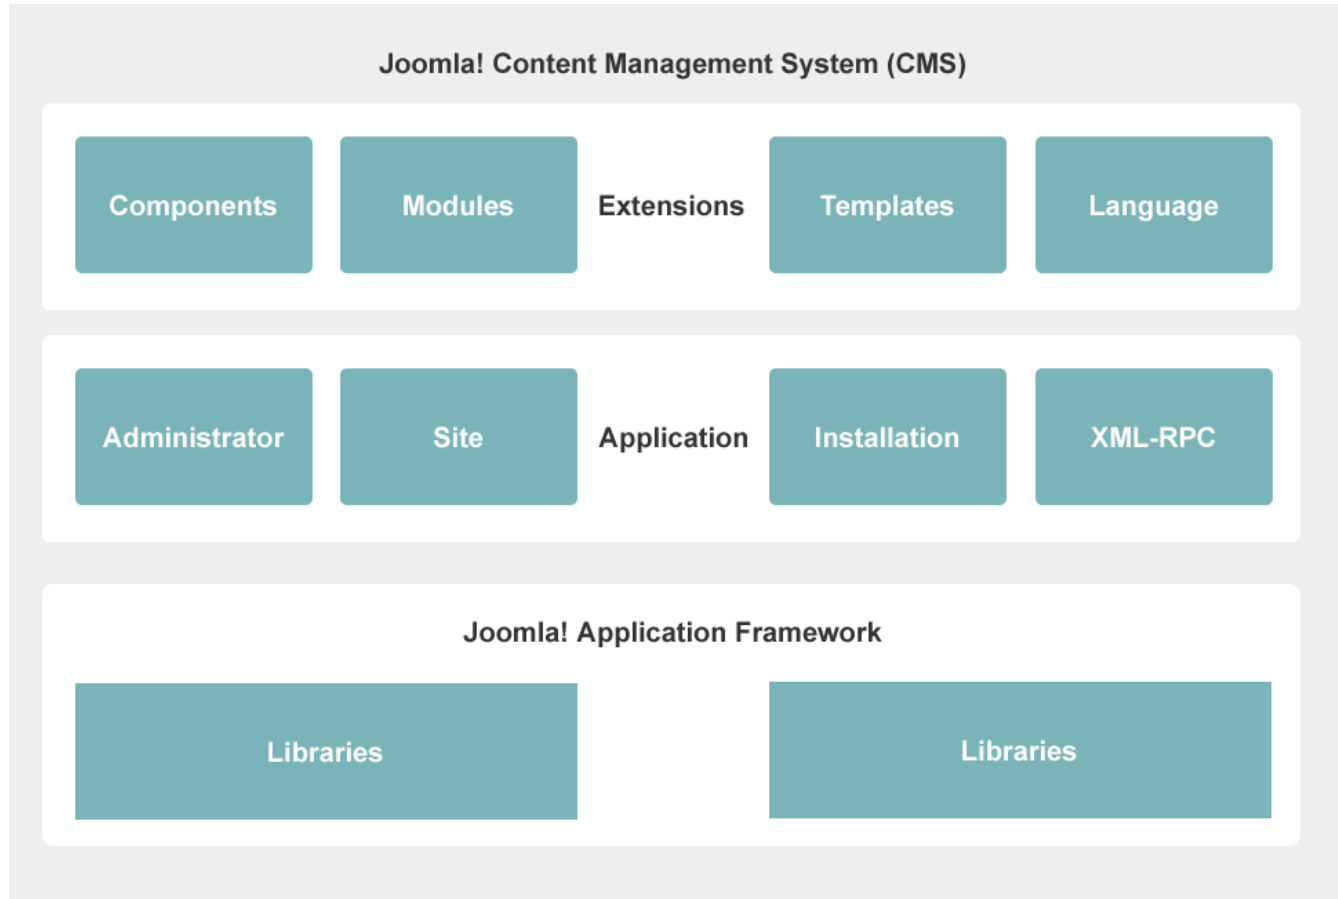 Joomla! Content Management System (CMS)
Components Modules Extensions Templates Language
Administrator Site Application Installation XML-RPC
Joomla! Application Framework
Libraries Libraries